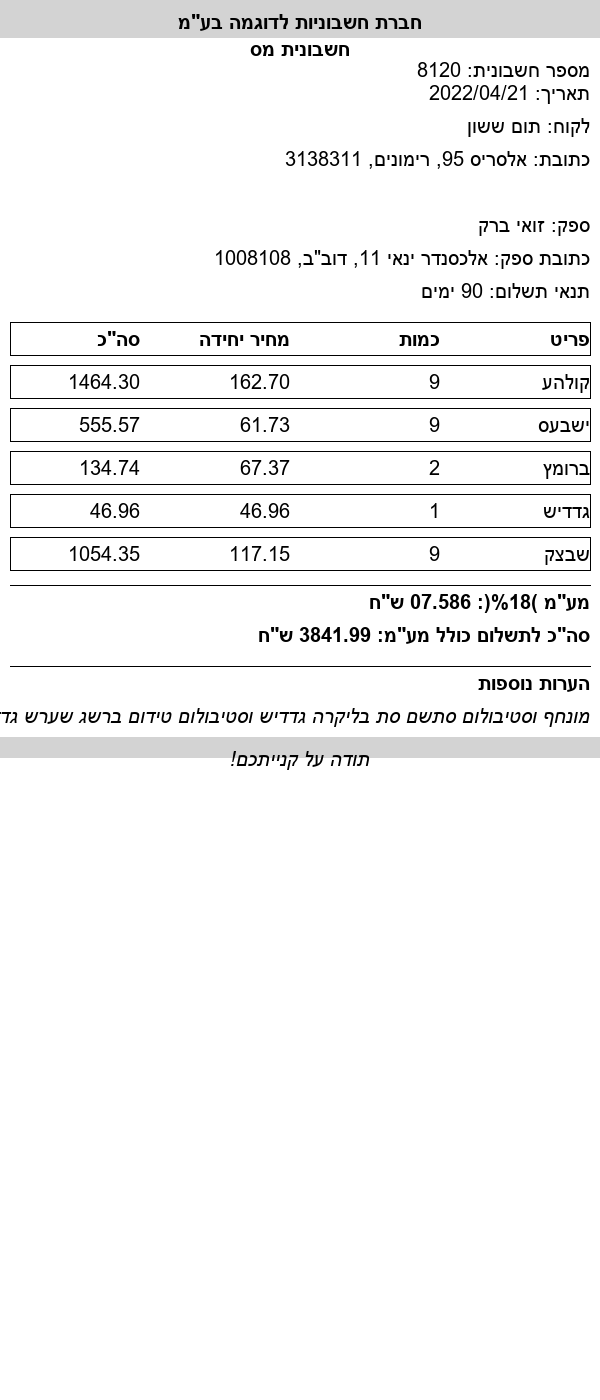 חברת חשבוניות לדוגמה בע"מ
חשבונית מס
מספר חשבונית: 8120
תאריך: 2022/04/21
לקוח: תום ששון
כתובת: אלסריס 95, רימונים, 3138311
ספק: זואי ברק
כתובת ספק: אלכסנדר ינאי 11, דוב"ב, 1008108
תנאי תשלום: 90 ימים
פריט כמות מחיר יחידה סה"כ
קולהע 9 162.70 1464.30
ישבעס 9 61.73 555.57
ברומץ 2 67.37 134.74
גדדיש 1 46.96 46.96
שבצק 9 117.15 1054.35
מע"מ )18%(: 07.586 ש"ח
סה"כ לתשלום כולל מע"מ: 3841.99 ש"ח
הערות נוספות
מונחף וסטיבולום סתשם סת בליקרה גדדיש וסטיבולום טידום ברשג שערש
תודה על קנייתכם!